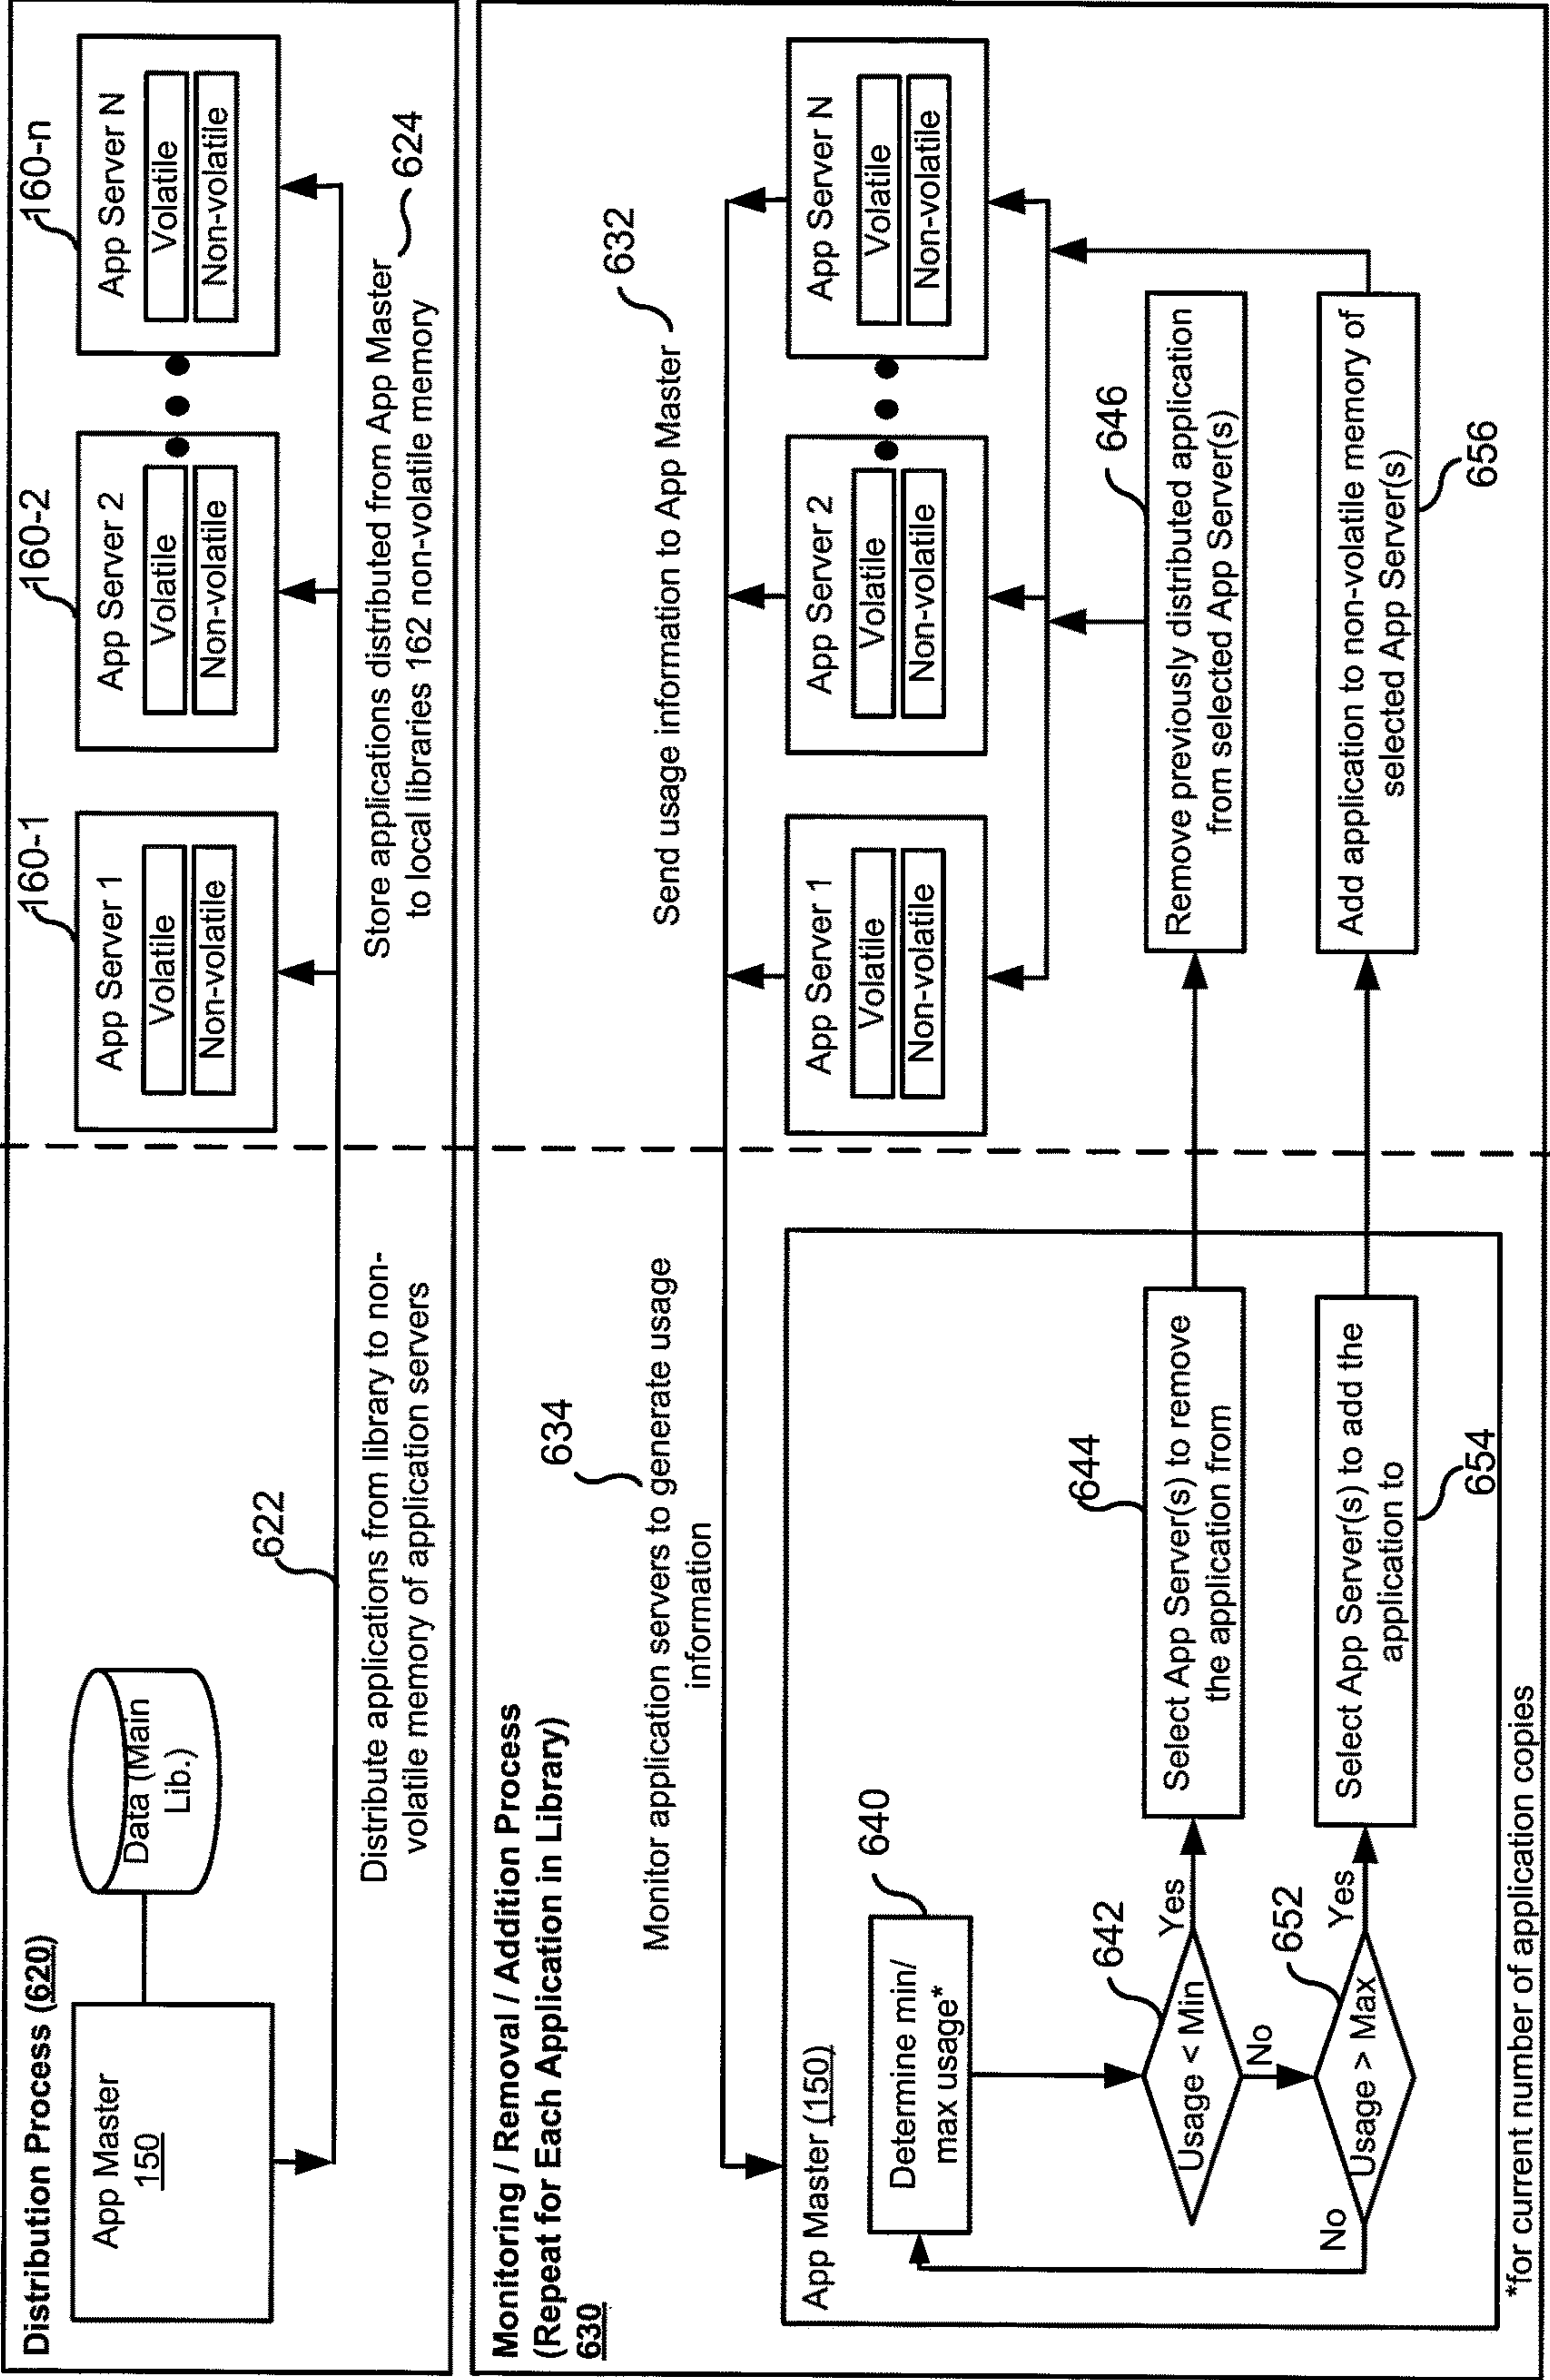 Distribution Process (620)
App Master
150
Data (Main
Lib.)
622
Distribute applications from library to non-
volatile memory of application servers
160-1
App Server 1
Volatile
Non-volatile
160-2
App Server 2
Volatile
Non-volatile
160-n
App Server N
Volatile
Non-volatile
Store applications distributed from App Master
to local libraries 162 non-volatile memory
624
Monitoring / Removal / Addition Process
(Repeat for Each Application in Library)
630
634
Monitor application servers to generate usage
information
Send usage information to App Master
632
App Master (150)
Determine min/
max usage*
640
Usage < Min
642
Yes
No
Select App Server(s) to remove
the application from
644
Usage > Max
652
Yes
No
Select App Server(s) to add the
application to
654
App Server 1
Volatile
Non-volatile
App Server 2
Volatile
Non-volatile
App Server N
Volatile
Non-volatile
646
Remove previously distributed application
from selected App Server(s)
Add application to non-volatile memory of
selected App Server(s)
656
*for current number of application copies